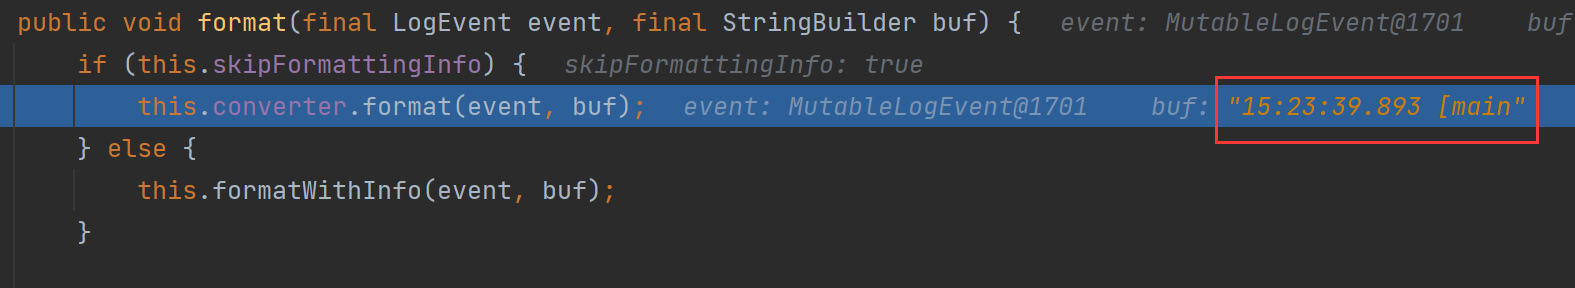 public void format(final LogEvent event, final StringBuilder buf) { event: MutableLogEvent@1701 buf
if (this.skipFormattingInfo) { skipFormattingInfo: true
this.converter.format(event, buf); event: MutableLogEvent@1701 buf: "15:23:39.893 [main"
} else {
this.formatWithInfo(event, buf);
}